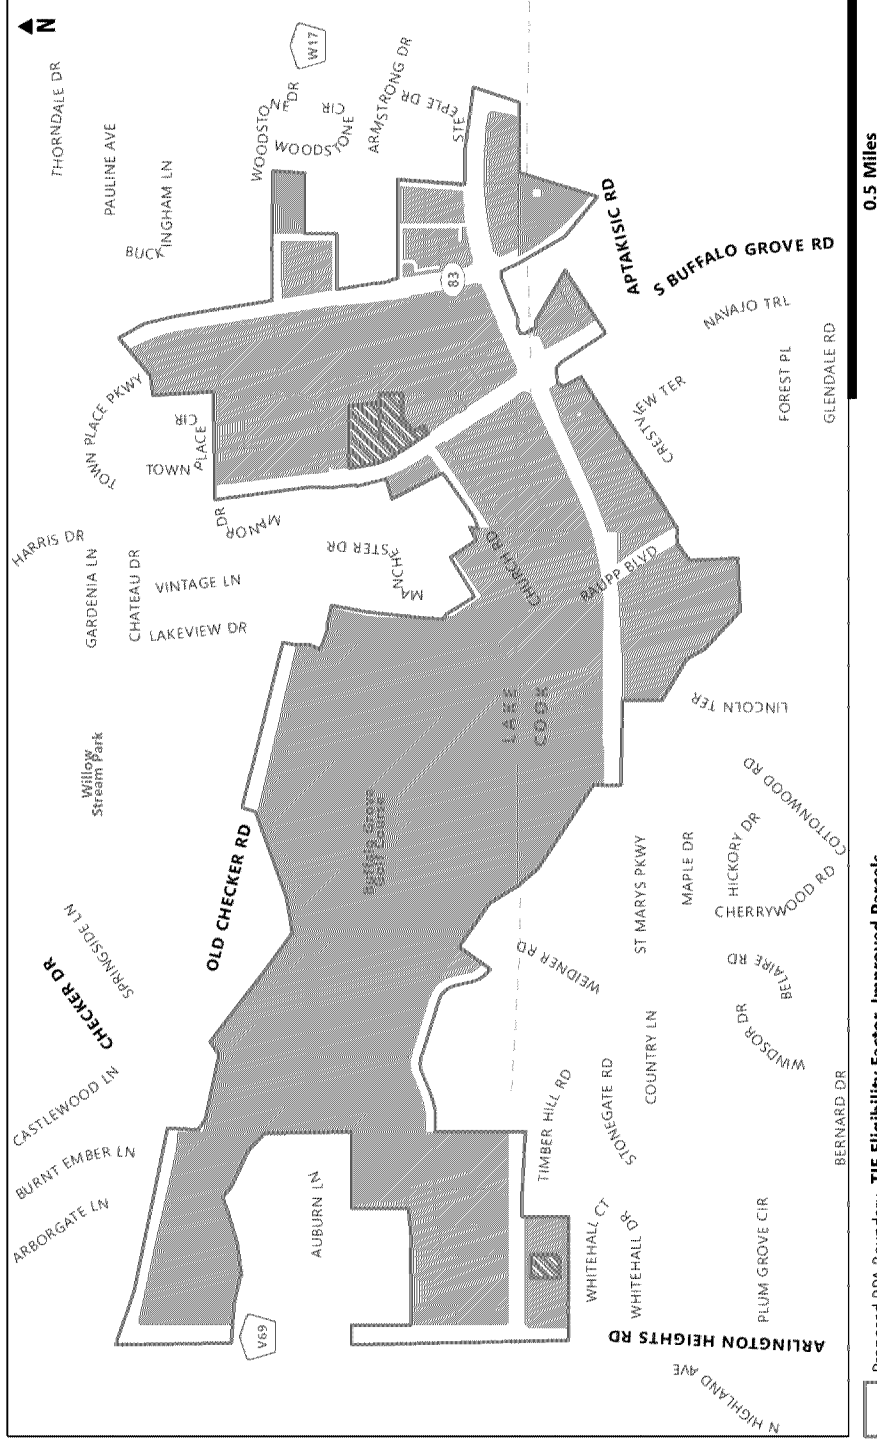 N
THORNDALE DR
PAULINE AVE
BUCKINGHAM LN
WOODSTONE DR
WOODSTONE CIR
W17
ARMSTRONG DR
STEEPLE DR
83
APTAKISIC RD
S BUFFALO GROVE RD
NAVAJO TRL
FOREST PL
GLENDALE RD
CRESTVIEW TER
TOWN PLACE PKWY
TOWN PLACE CIR
MANOR DR
HARRIS DR
GARDENIA LN
CHATEAU DR
VINTAGE LN
LAKEVIEW DR
MANCHESTER DR
CHURCH RD
RAUPP BLVD
LAKE
COOK
LINCOLN TER
Willow
Stream Park
Buffalo Grove
Golf Course
OLD CHECKER RD
CHECKER DR
SPRINGSIDE LN
CASTLEWOOD LN
BURNT EMBER LN
ARBORGATE LN
AUBURN LN
V69
COTTONWOOD RD
HICKORY DR
MAPLE DR
ST MARYS PKWY
CHERRYWOOD RD
BELAIRE RD
WINDSOR DR
WEIDNER RD
COUNTRY LN
STONEGATE RD
TIMBER HILL RD
BERNARD DR
WHITEHALL CT
WHITEHALL DR
PLUM GROVE CIR
ARLINGTON HEIGHTS RD
N HIGHLAND AVE
0.5 Miles
Proposed RPA Boundary
TIF Eligibility Factor
Improved Parcels